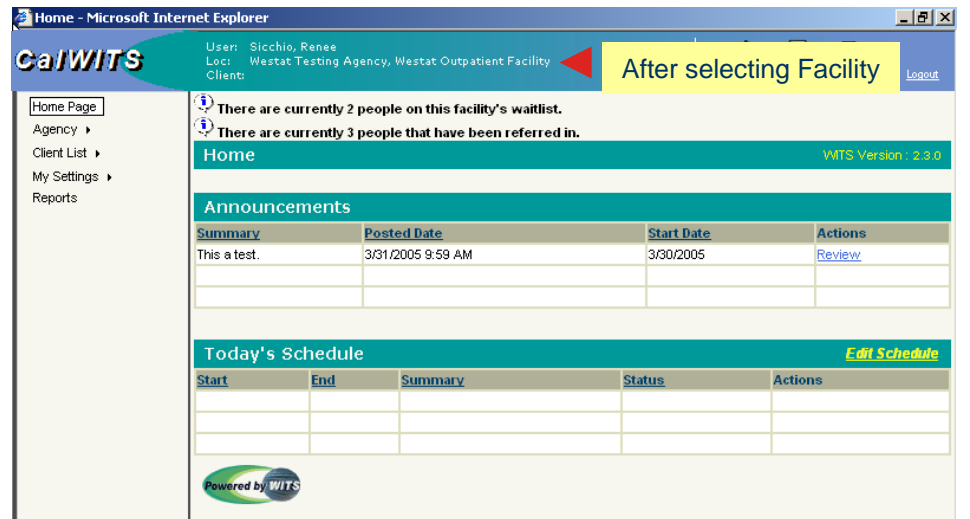 Home - Microsoft Internet Explorer
CalWITS
User: Sicchio, Renee
Loc: Westat Testing Agency, Westat Outpatient Facility
Client:
After selecting Facility
Logout
Home Page
Agency
Client List
My Settings
Reports
There are currently 2 people on this facility's waitlist.
There are currently 3 people that have been referred in.
Home WITS Version : 2.3.0
Announcements
Summary Posted Date Start Date Actions
This a test. 3/31/2005 9:59 AM 3/30/2005 Review
Today's Schedule Edit Schedule
Start End Summary Status Actions
Powered by WITS